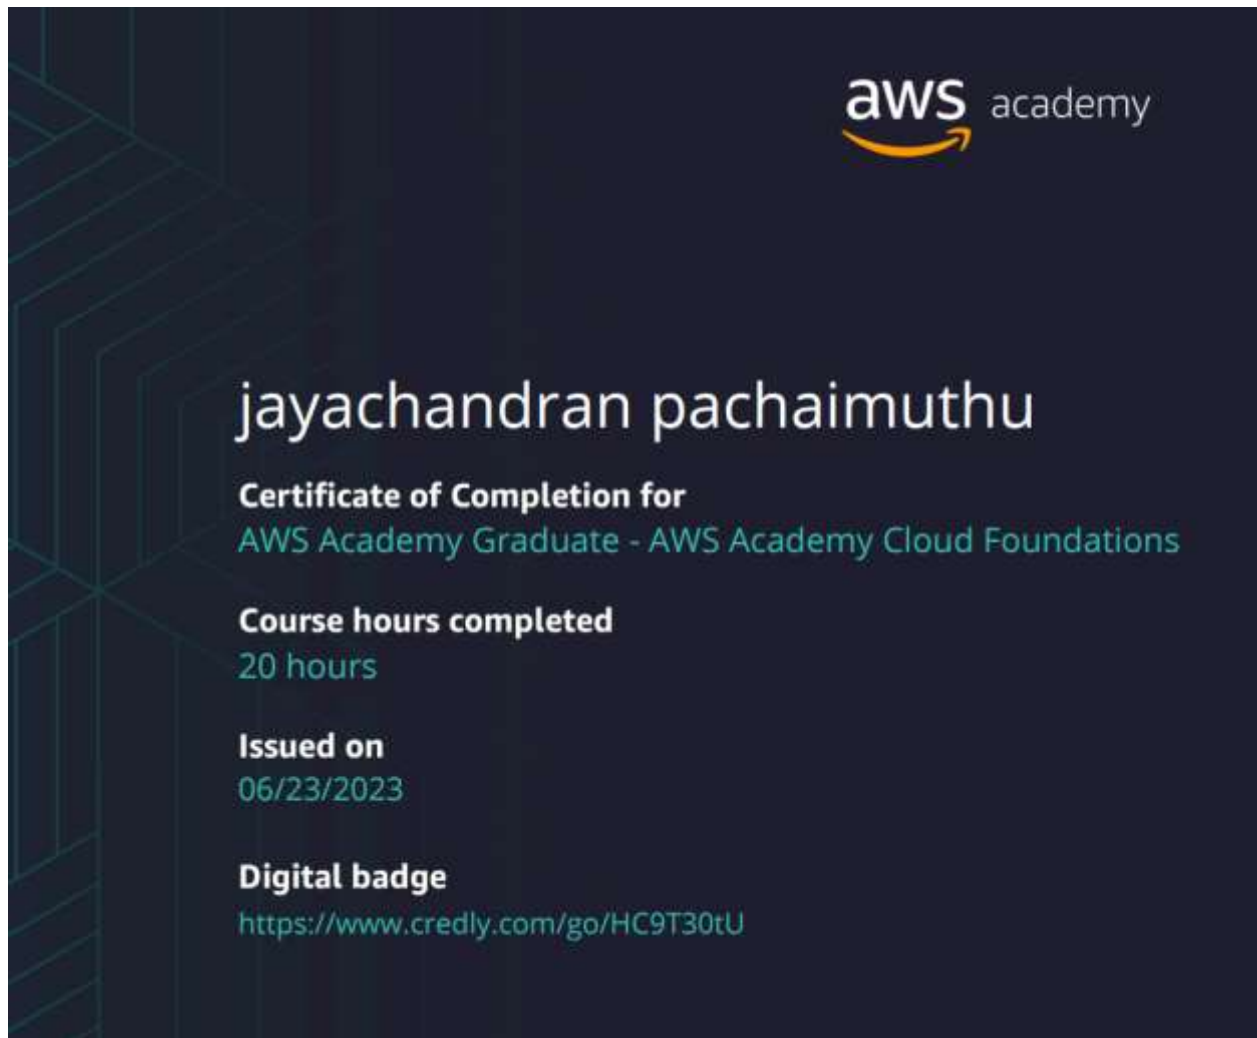 aws academy
jayachandran pachaimuthu
Certificate of Completion for
AWS Academy Graduate - AWS Academy Cloud Foundations
Course hours completed
20 hours
Issued on
06/23/2023
Digital badge
https://www.credly.com/go/HC9T30tU